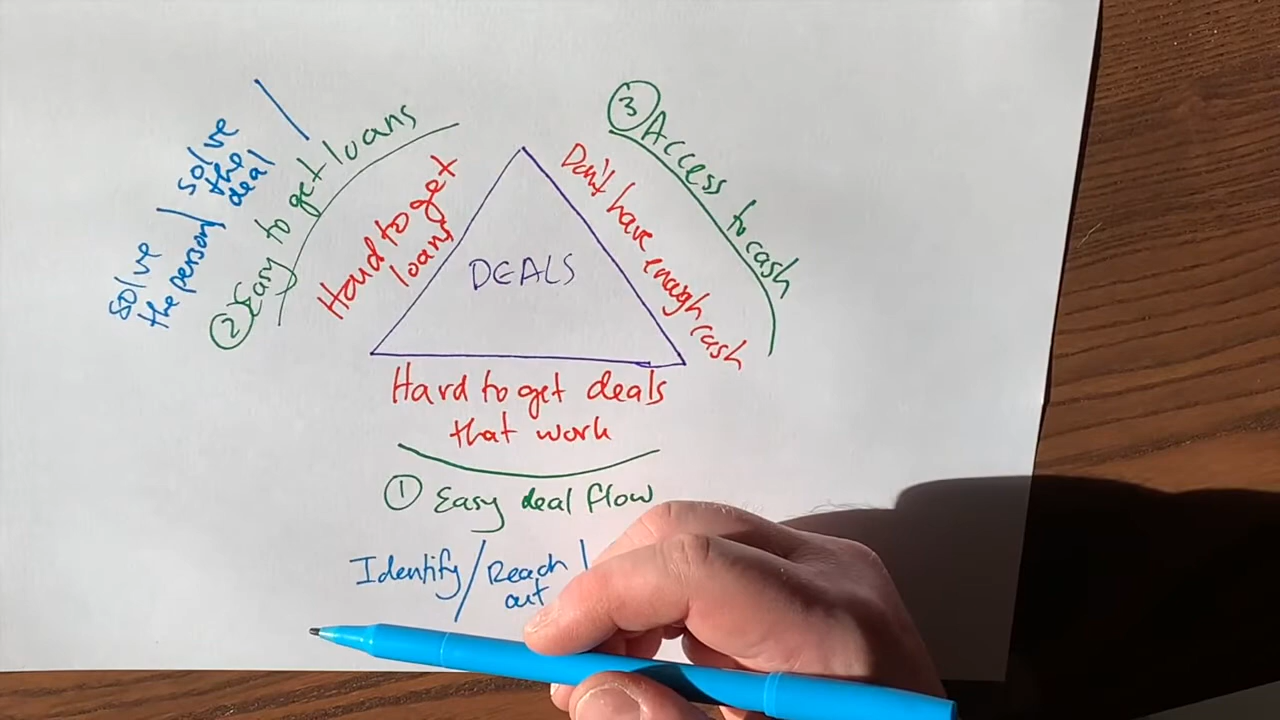 solve
the person
solve
the
deal
② Easy to get loans
Hard to get
loans
DEALS
③ Access to cash
Don't have enough cash
Hard to get deals
that work
① Easy deal flow
Identify / Reach
out